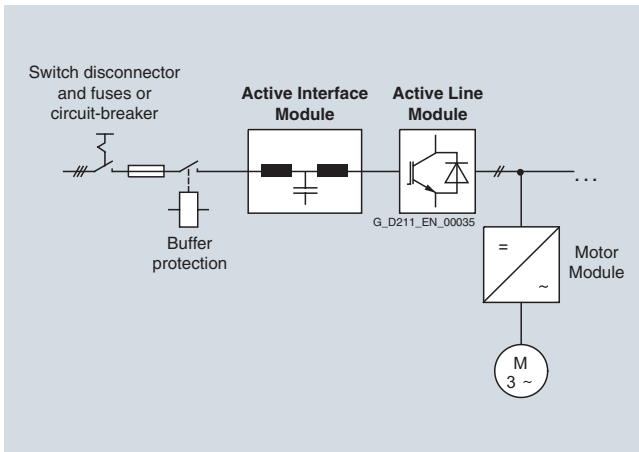 Switch disconnector
and fuses or
circuit-breaker
Active Interface
Module
Active Line
Module
G_D211_EN_00035
Buffer
protection
...
=
~
Motor
Module
M
3 ~